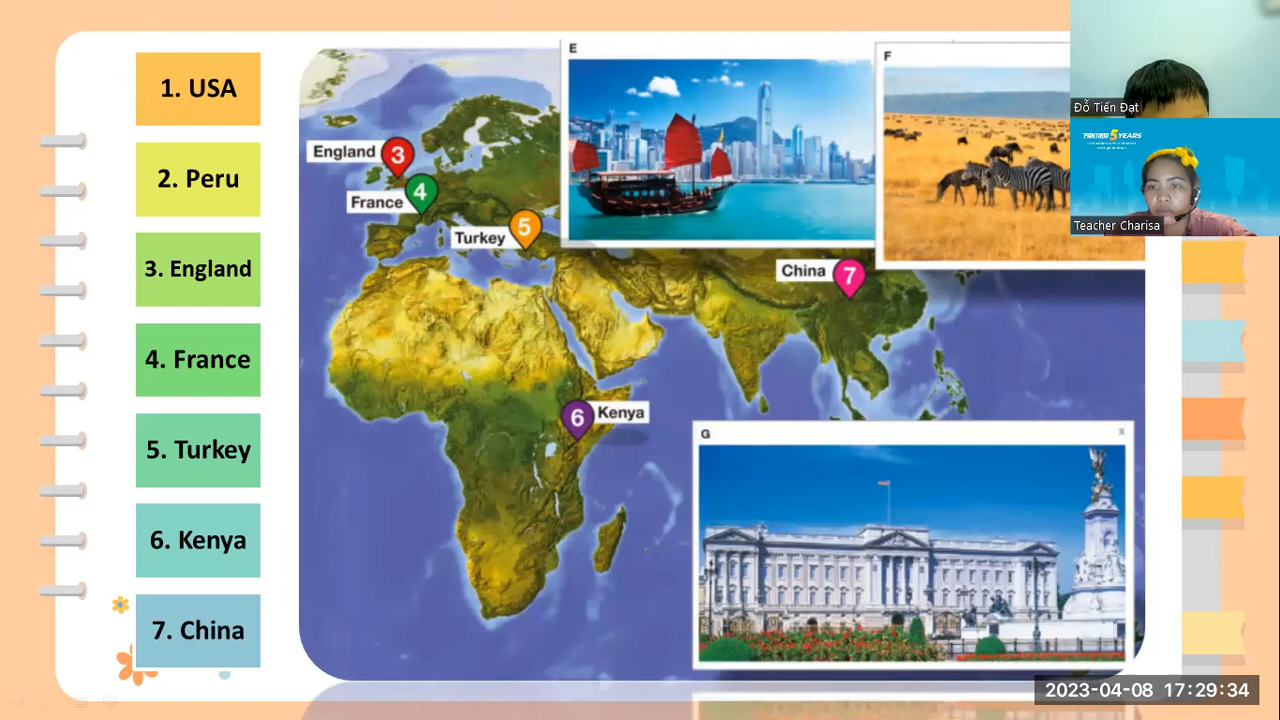 1. USA
2. Peru
3. England
4. France
5. Turkey
6. Kenya
7. China
England
3
France
4
Turkey
5
6
Kenya
China
7
E
F
G
x
Đỗ Tiến Đạt
5 YEARS
Teacher Charisa
2023-04-08 17:29:34